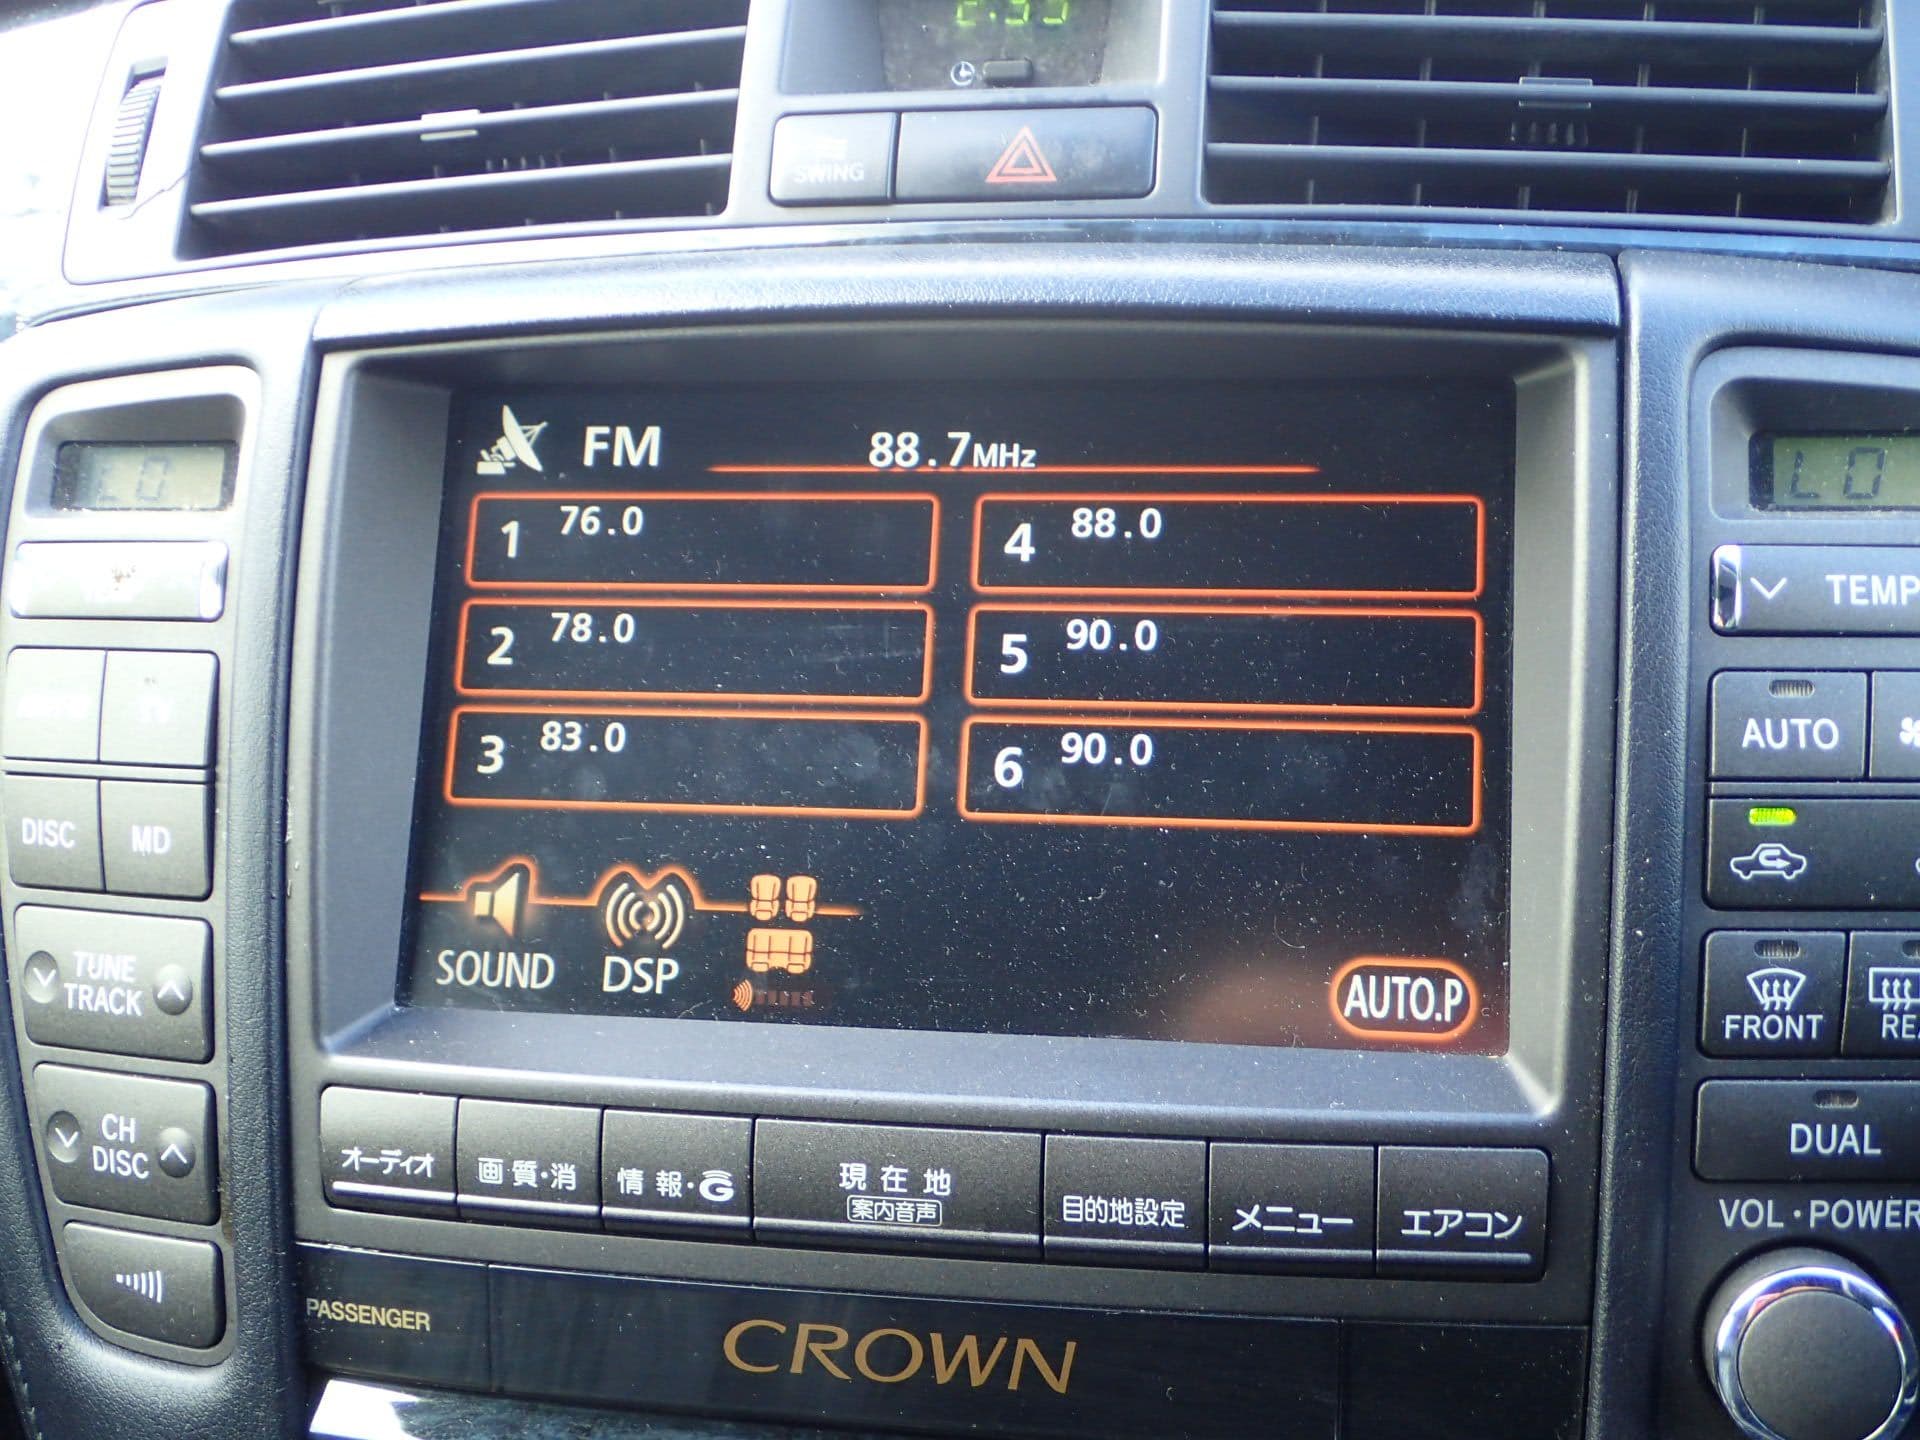 SWING
LO
LO
FM 88.7MHz
1 76.0
2 78.0
3 83.0
4 88.0
5 90.0
6 90.0
SOUND
DSP
AUTO.P
DISC
MD
TUNE
TRACK
CH
DISC
TEMP
AUTO
FRONT
DUAL
VOL・POWER
オーディオ
画質・消
情報・G
現在地
案内音声
目的地設定
メニュー
エアコン
PASSENGER
CROWN